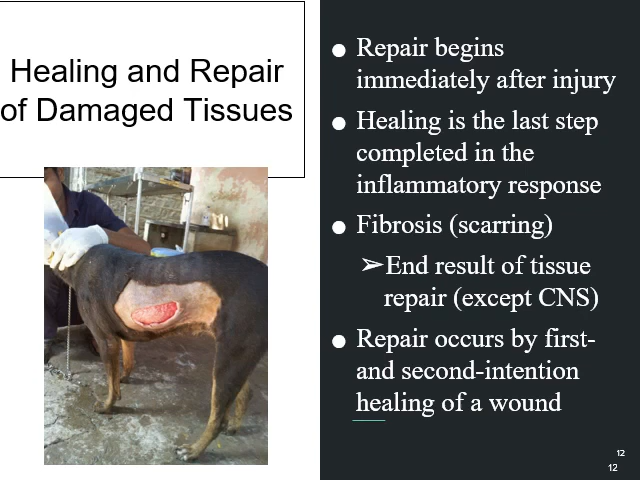 Healing and Repair
of Damaged Tissues
● Repair begins
immediately after injury
● Healing is the last step
completed in the
inflammatory response
● Fibrosis (scarring)
➢End result of tissue
repair (except CNS)
● Repair occurs by first-
and second-intention
healing of a wound
12
12